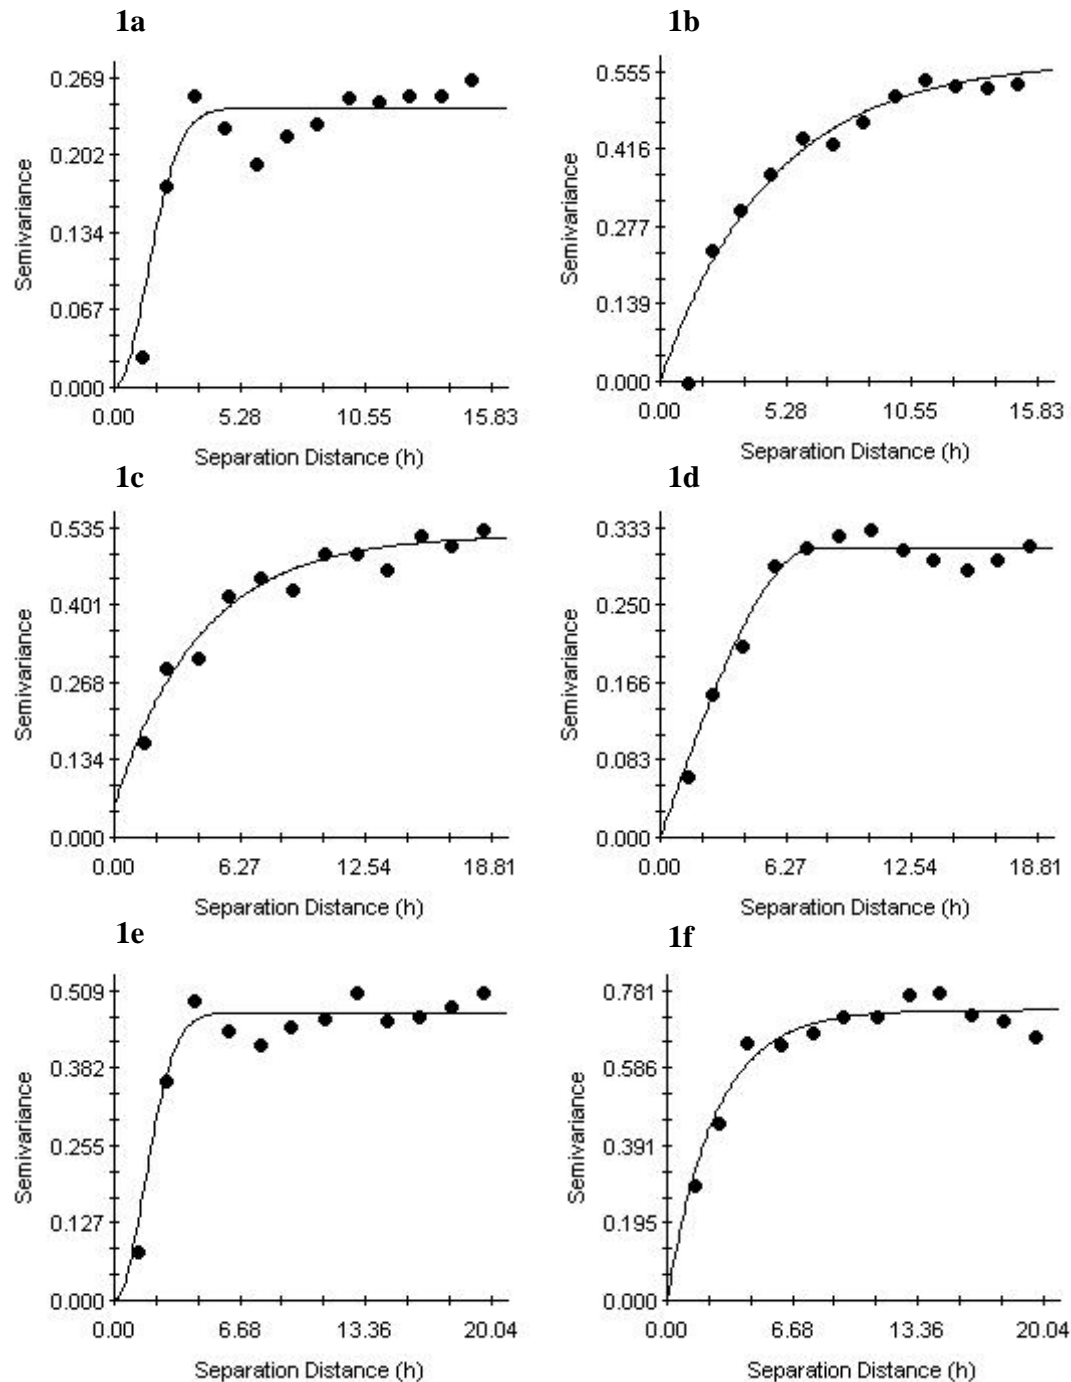 1a
0.269
0.202
0.134
0.067
0.000
Semivariance
0.00 5.28 10.55 15.83
Separation Distance (h)
1b
0.555
0.416
0.277
0.139
0.000
Semivariance
0.00 5.28 10.55 15.83
Separation Distance (h)
1c
0.535
0.401
0.268
0.134
0.000
Semivariance
0.00 6.27 12.54 18.81
Separation Distance (h)
1d
0.333
0.250
0.166
0.083
0.000
Semivariance
0.00 6.27 12.54 18.81
Separation Distance (h)
1e
0.509
0.382
0.255
0.127
0.000
Semivariance
0.00 6.68 13.36 20.04
Separation Distance (h)
1f
0.781
0.586
0.391
0.195
0.000
Semivariance
0.00 6.68 13.36 20.04
Separation Distance (h)